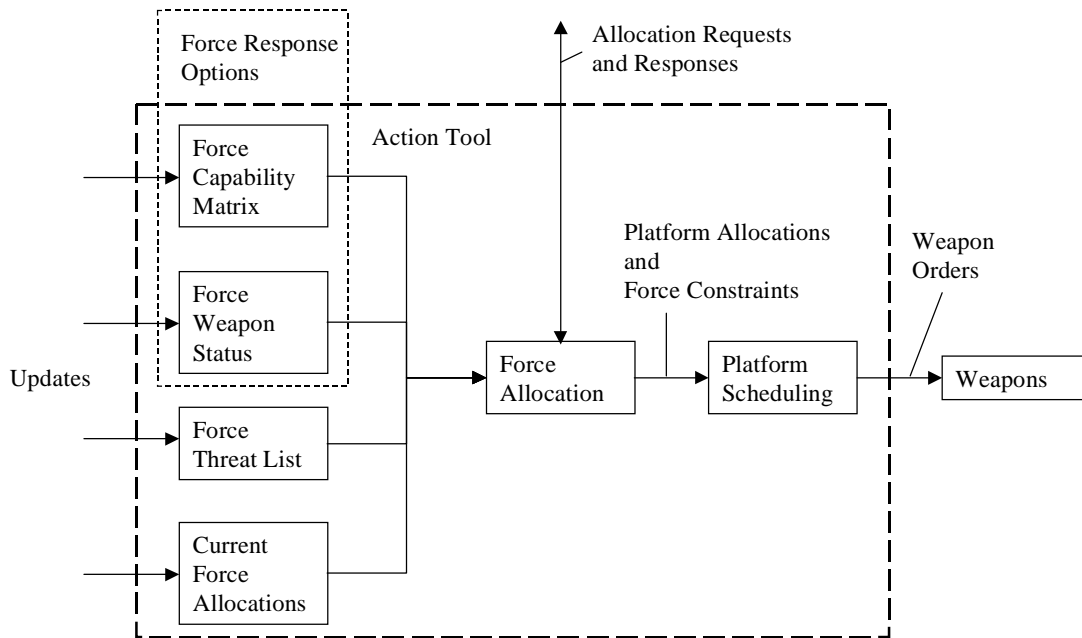 Force Response
Options
Allocation Requests
and Responses
Action Tool
Force
Capability
Matrix
Platform Allocations
and
Force Constraints
Weapon
Orders
Force
Weapon
Status
Updates
Force
Allocation
Platform
Scheduling
Weapons
Force
Threat List
Current
Force
Allocations